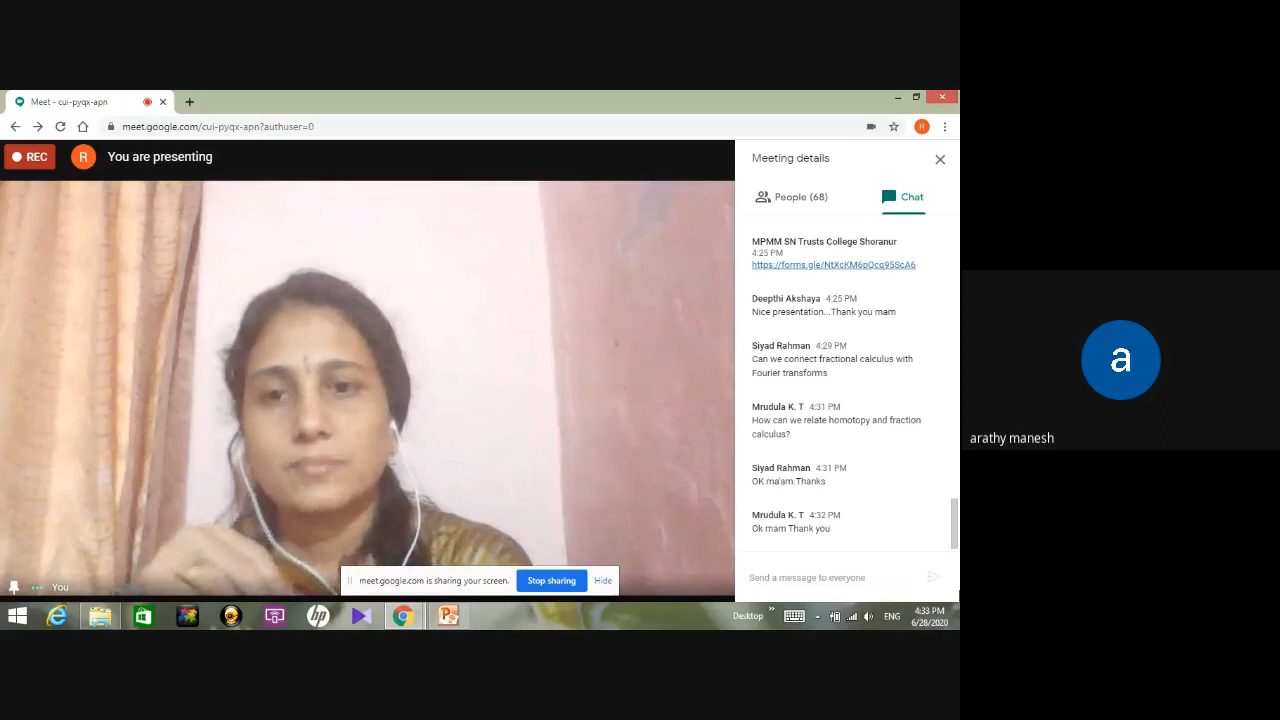 Meet - cui-pyqx-apn
meet.google.com/cui-pyqx-apn?authuser=0
R
REC
R
You are presenting
Meeting details
People (68)
Chat
MPMM SN Trusts College Shoranur
4:25 PM
https://forms.gle/NtXcKM6pQcq95ScA6
Deepthi Akshaya 4:25 PM
Nice presentation...Thank you mam
Siyad Rahman 4:29 PM
Can we connect fractional calculus with
Fourier transforms
Mrudula K. T 4:31 PM
How can we relate homotopy and fraction
calculus?
Siyad Rahman 4:31 PM
OK ma'am.Thanks
Mrudula K. T 4:32 PM
Ok mam Thank you
Send a message to everyone
You
meet.google.com is sharing your screen.
Stop sharing
Hide
hp
Desktop
ENG
4:33 PM
6/28/2020
a
arathy manesh